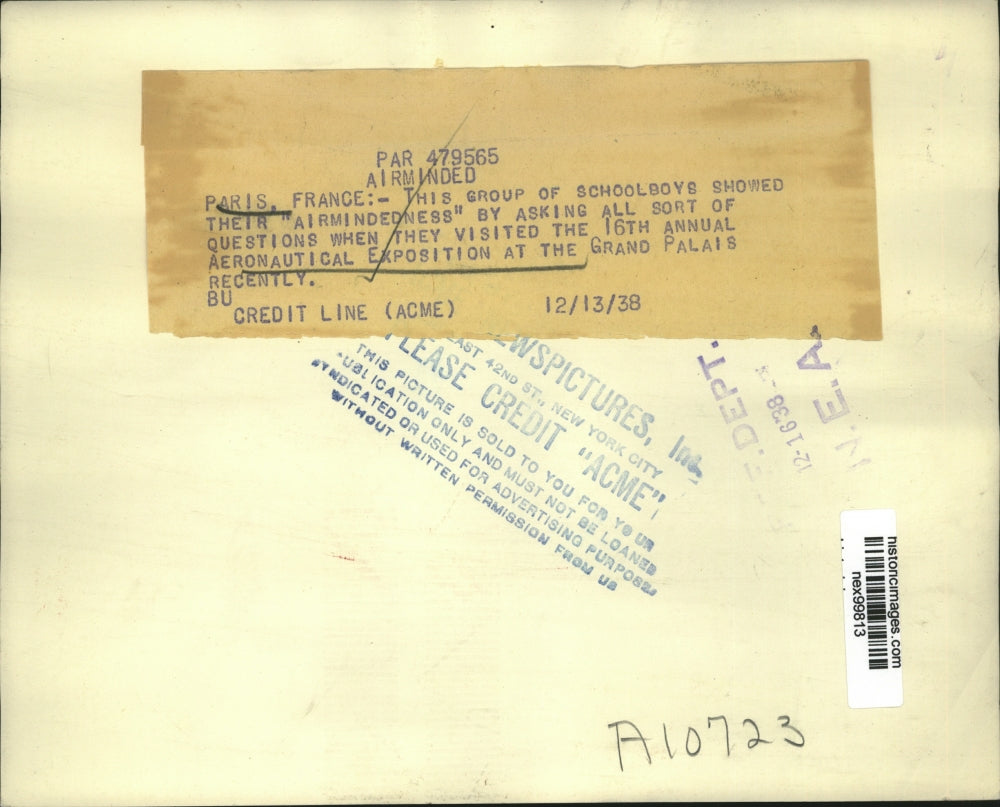 PAR 479565
AIRMINDED
PARIS, FRANCE:- THIS GROUP OF SCHOOLBOYS SHOWED
THEIR "AIRMINDEDNESS" BY ASKING ALL SORT OF
QUESTIONS WHEN THEY VISITED THE 16TH ANNUAL
AERONAUTICAL EXPOSITION AT THE GRAND PALAIS
RECENTLY.
BU
CREDIT LINE (ACME) 12/13/38
EWSPICTURES, Inc.
EAST 42ND ST., NEW YORK CITY
PLEASE CREDIT "ACME"
THIS PICTURE IS SOLD TO YOU FOR YOUR
PUBLICATION ONLY AND MUST NOT BE LOANED
SYNDICATED OR USED FOR ADVERTISING PURPOSES
WITHOUT WRITTEN PERMISSION FROM US
DEPT.
12-16 38
N.E.A.
historicimages.com
nex99813
A10723